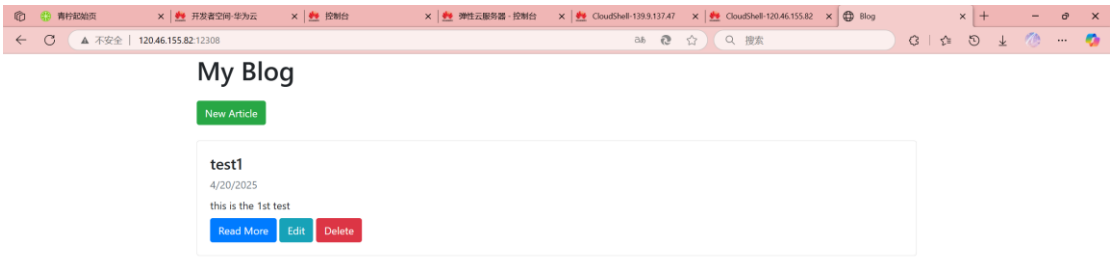 青柠起始页
开发者空间-华为云
控制台
弹性云服务器 - 控制台
CloudShell-139.9.137.47
CloudShell-120.46.155.82
Blog
不安全
120.46.155.82:12308
搜索
My Blog
New Article
test1
4/20/2025
this is the 1st test
Read More
Edit
Delete